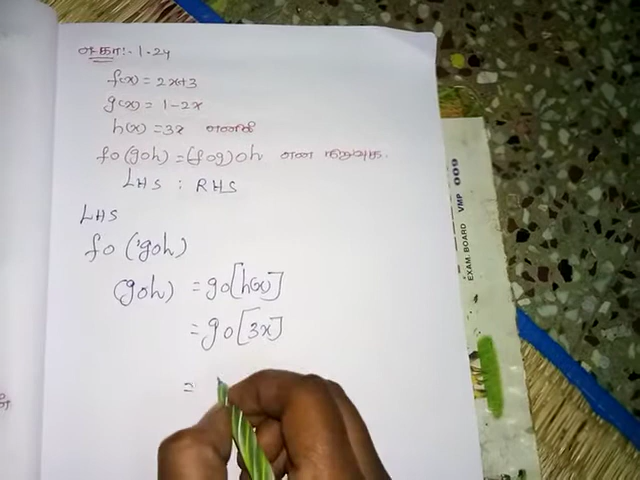 எ.கா:- 1-24
f(x) = 2x+3
g(x) = 1-2x
h(x) = 3x எனில்
fo(goh) = (fog)oh என நிறுவுக.
LHS : RHS
LHS
fo (goh)
(goh) = go[h(x)]
= go[3x]
=
EXAM. BOARD VMP 009